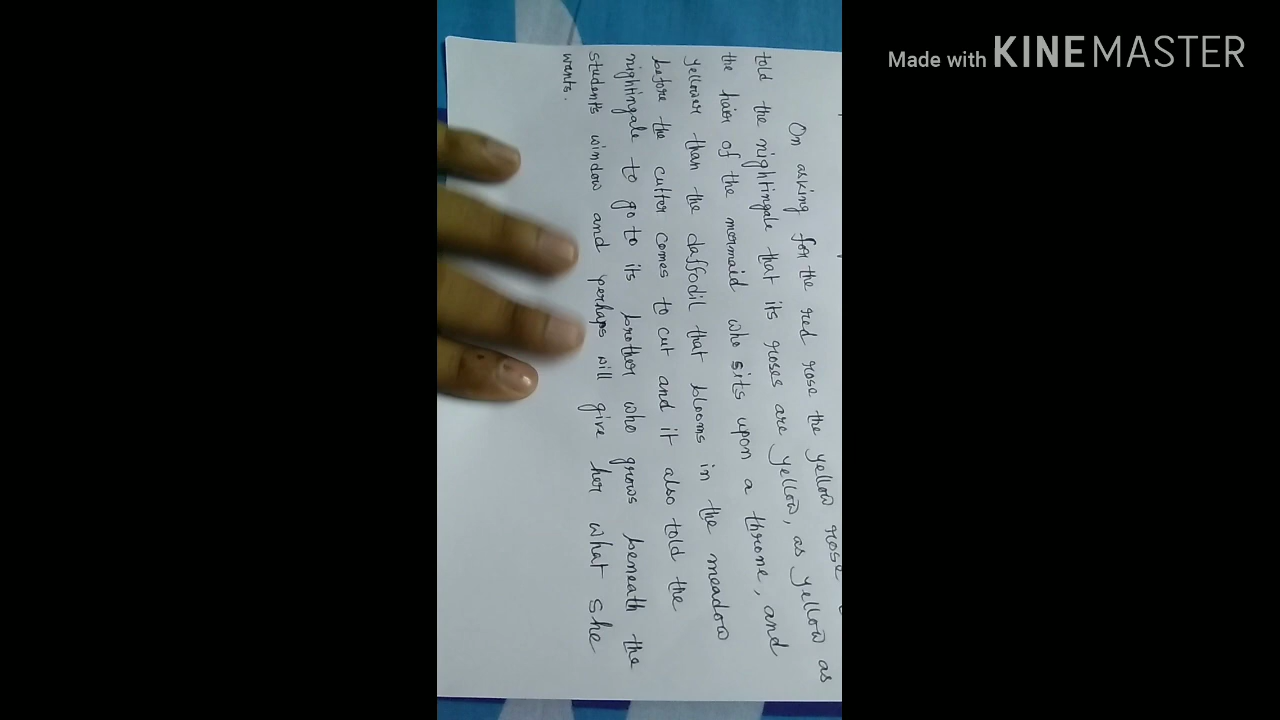 Made with KINEMASTER
On asking for the red rose the yellow rose
told the nightingale that its roses are yellow, as yellow as
the hair of the mermaid who sits upon a throne, and
yellower than the daffodil that blooms in the meadow
before the cutter comes to cut and it also told the
nightingale to go to its brother who grows beneath the
students window and perhaps will give her what she
wants.